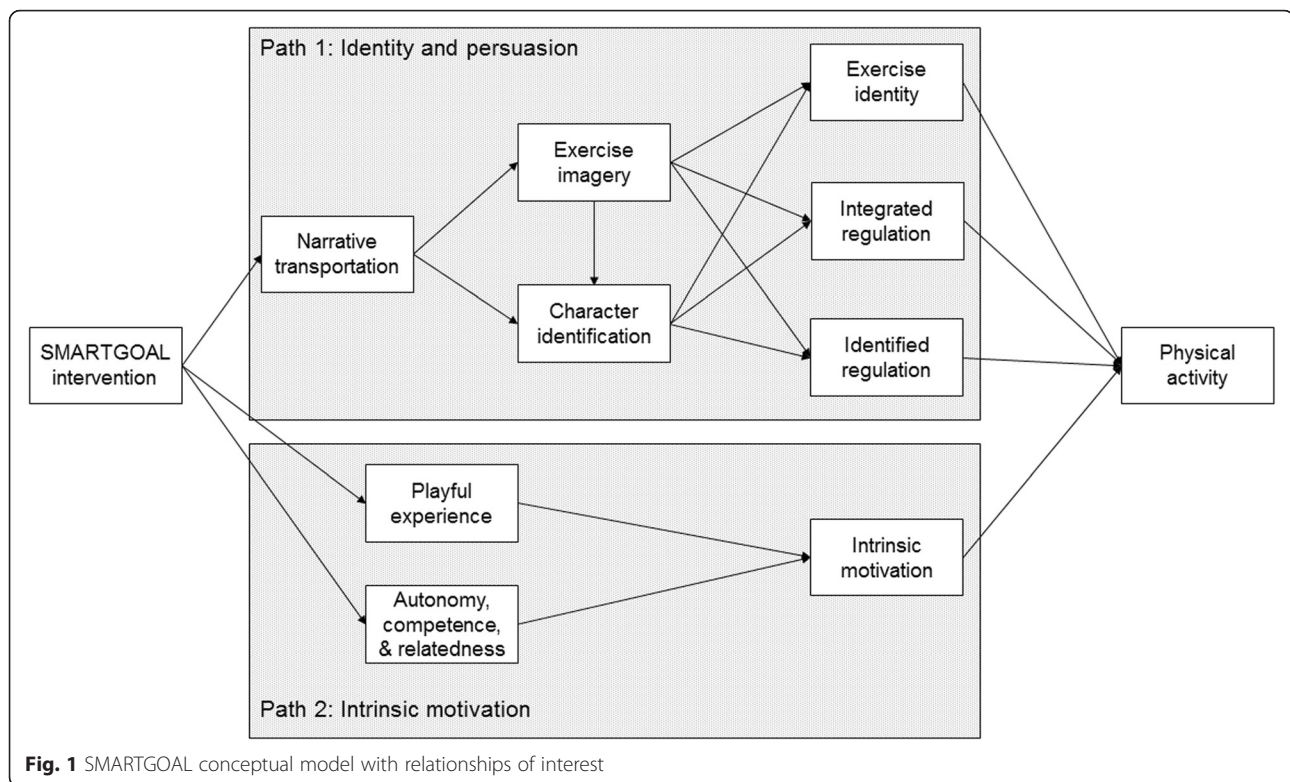 Path 1: Identity and persuasion
Exercise
identity
Exercise
imagery
Integrated
regulation
Narrative
transportation
Character
identification
Identified
regulation
SMARTGOAL
intervention
Physical
activity
Playful
experience
Intrinsic
motivation
Autonomy,
competence,
& relatedness
Path 2: Intrinsic motivation
Fig. 1 SMARTGOAL conceptual model with relationships of interest